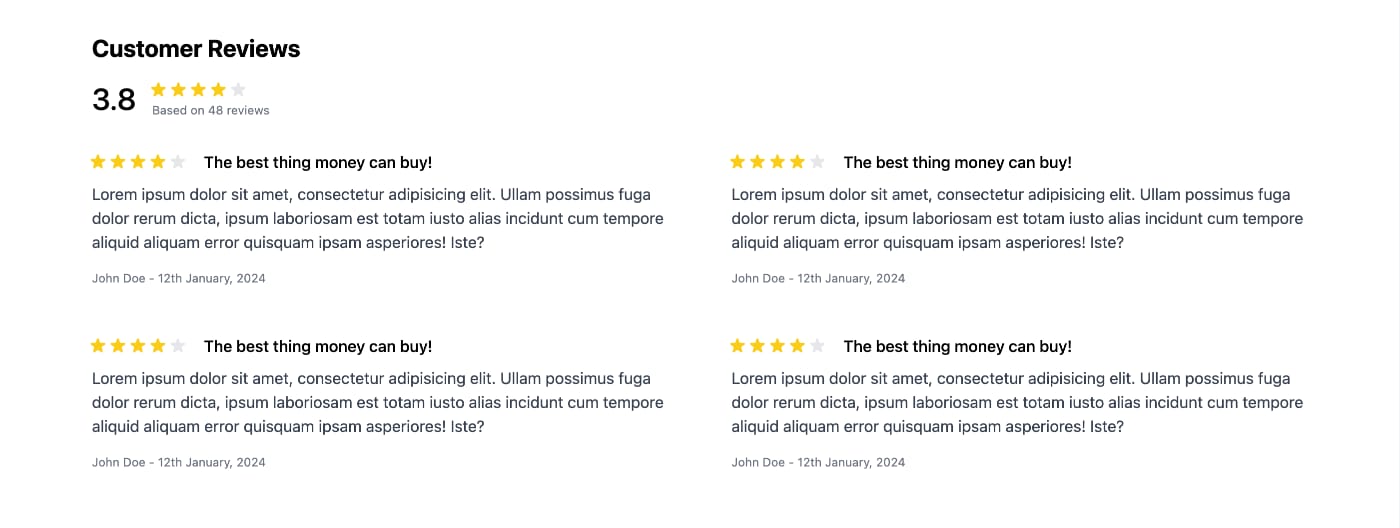 Customer Reviews
3.8
Based on 48 reviews
The best thing money can buy!
Lorem ipsum dolor sit amet, consectetur adipisicing elit. Ullam possimus fuga
dolor rerum dicta, ipsum laboriosam est totam iusto alias incidunt cum tempore
aliquid aliquam error quisquam ipsam asperiores! Iste?
John Doe - 12th January, 2024
The best thing money can buy!
Lorem ipsum dolor sit amet, consectetur adipisicing elit. Ullam possimus fuga
dolor rerum dicta, ipsum laboriosam est totam iusto alias incidunt cum tempore
aliquid aliquam error quisquam ipsam asperiores! Iste?
John Doe - 12th January, 2024
The best thing money can buy!
Lorem ipsum dolor sit amet, consectetur adipisicing elit. Ullam possimus fuga
dolor rerum dicta, ipsum laboriosam est totam iusto alias incidunt cum tempore
aliquid aliquam error quisquam ipsam asperiores! Iste?
John Doe - 12th January, 2024
The best thing money can buy!
Lorem ipsum dolor sit amet, consectetur adipisicing elit. Ullam possimus fuga
dolor rerum dicta, ipsum laboriosam est totam iusto alias incidunt cum tempore
aliquid aliquam error quisquam ipsam asperiores! Iste?
John Doe - 12th January, 2024